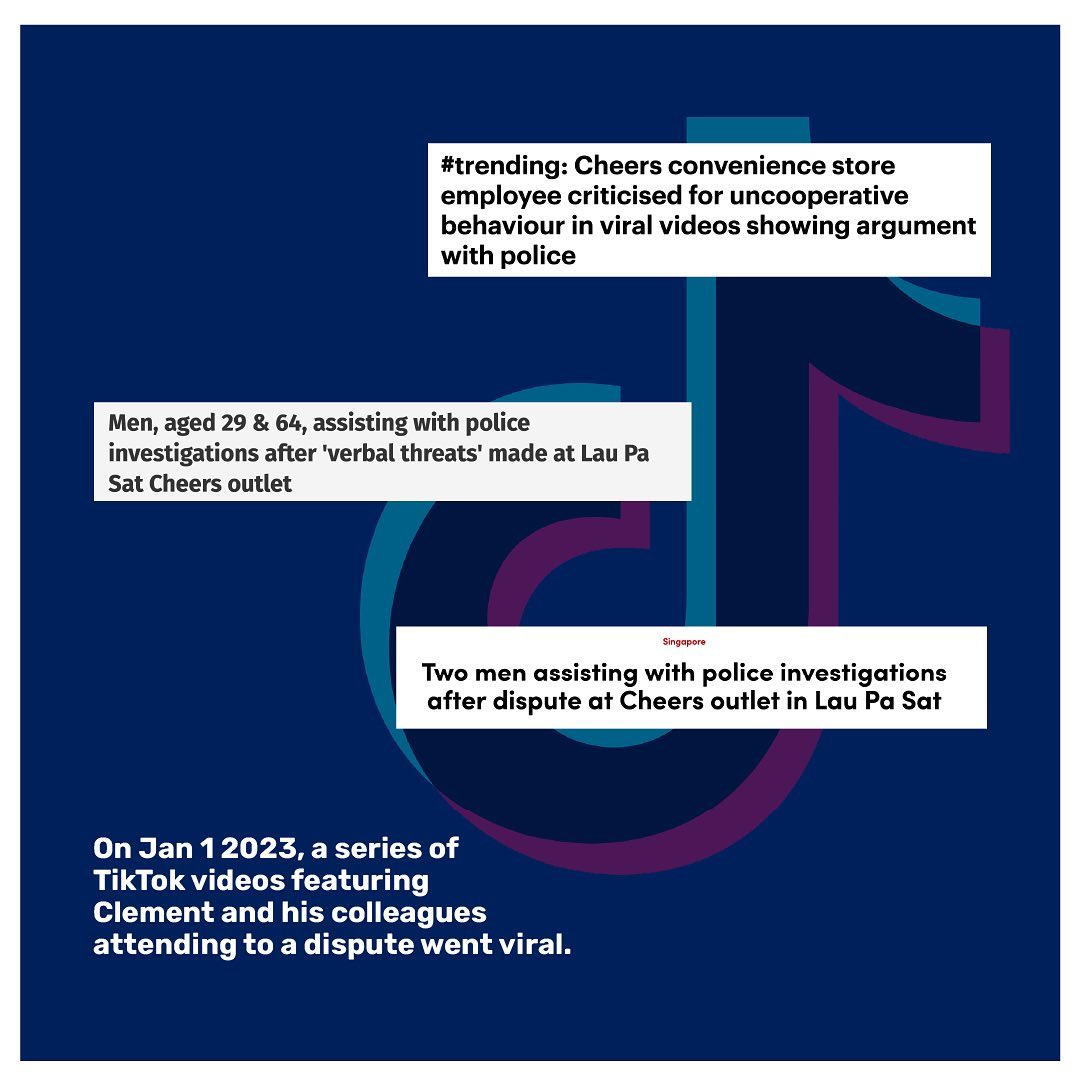 #trending: Cheers convenience store
employee criticised for uncooperative
behaviour in viral videos showing argument
with police
Men, aged 29 & 64, assisting with police
investigations after 'verbal threats' made at Lau Pa
Sat Cheers outlet
Singapore
Two men assisting with police investigations
after dispute at Cheers outlet in Lau Pa Sat
On Jan 1 2023, a series of
TikTok videos featuring
Clement and his colleagues
attending to a dispute went viral.